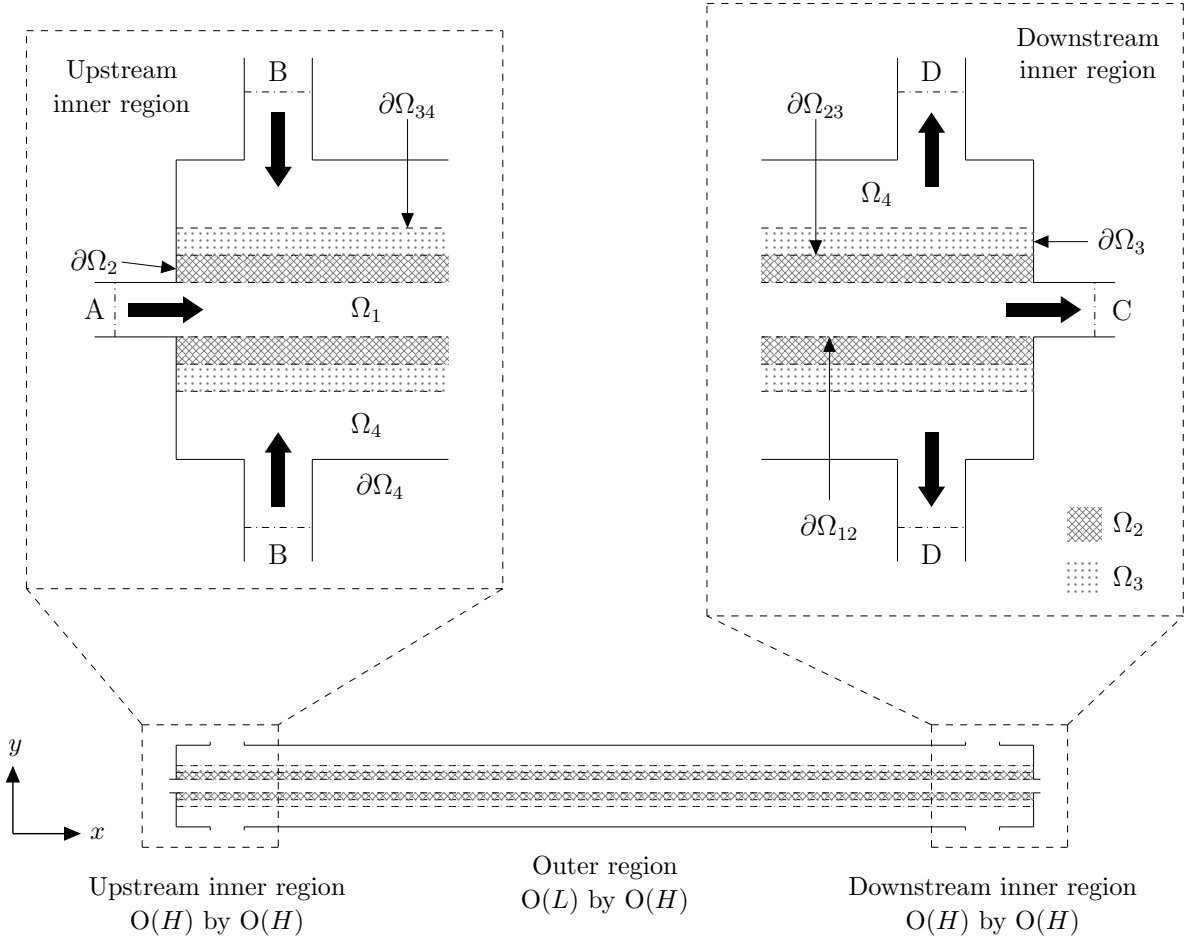 Upstream
inner region
B
∂Ω₃₄
∂Ω₂
A
Ω₁
Ω₄
∂Ω₄
B
Downstream
inner region
D
∂Ω₂₃
Ω₄
∂Ω₃
C
∂Ω₁₂
D
Ω₂
Ω₃
y
x
Upstream inner region
O(H) by O(H)
Outer region
O(L) by O(H)
Downstream inner region
O(H) by O(H)